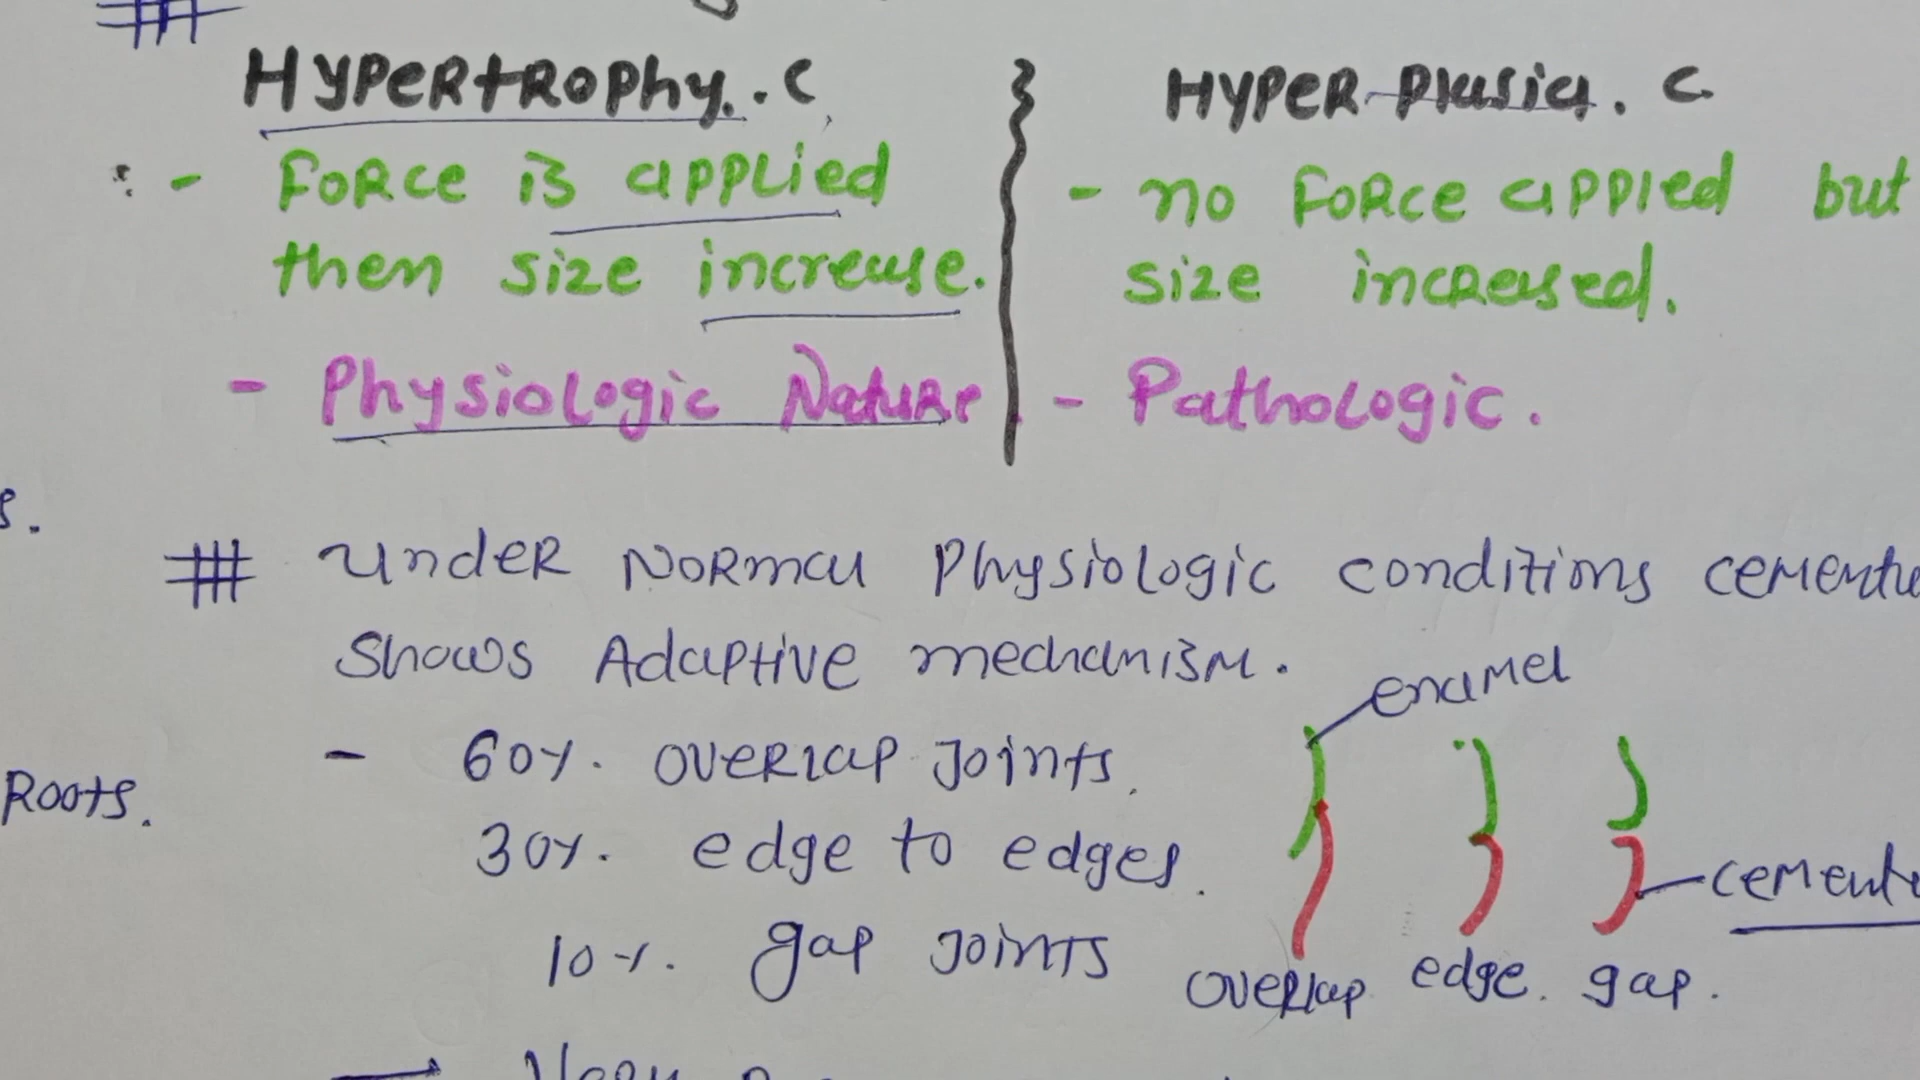 HYPERtROphy. .C
HYPER-Plasia. C.
:- FORCE is applied
then size increase.
- Physiologic Nature
- no FORCE applied but
size increased.
- Pathologic.
s.
# Under NORMal Physiologic conditions
Shows Adaptive mechanism.
enamel
- 60%. OVERlap Joints.
Roots.
30%. edge to edges.
cement
10%. gap Joints
overlap edge. gap.